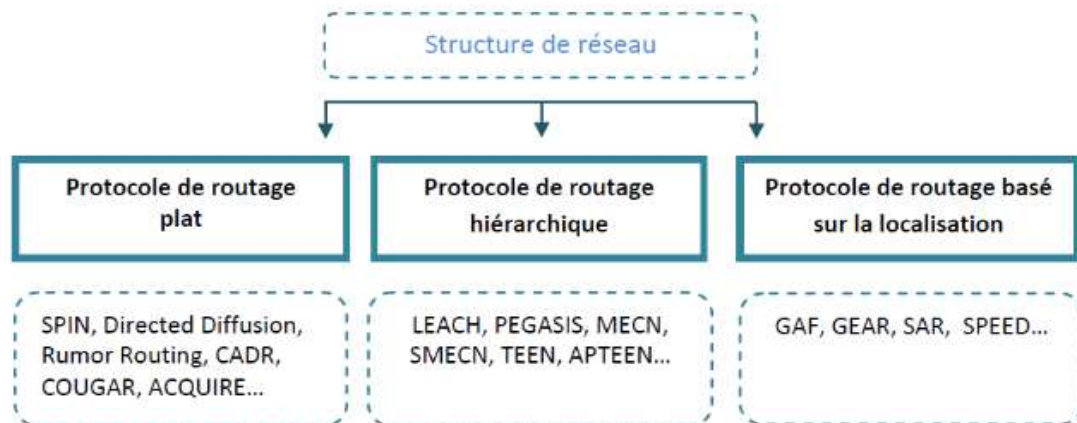 Structure de réseau
Protocole de routage
plat
Protocole de routage
hiérarchique
Protocole de routage basé
sur la localisation
SPIN, Directed Diffusion,
Rumor Routing, CADR,
COUGAR, ACQUIRE...
LEACH, PEGASIS, MECN,
SMECN, TEEN, APTEEN...
GAF, GEAR, SAR, SPEED...